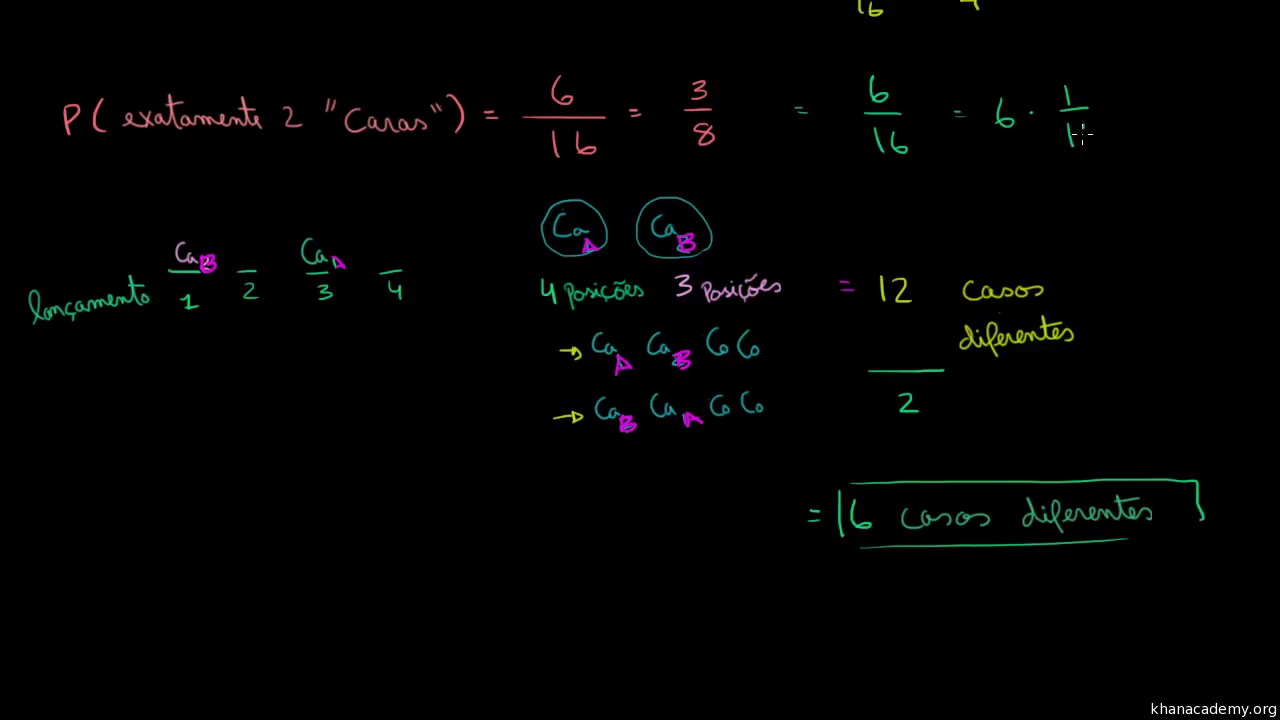 16 4
P( exatamente 2 "Caras") = 6/16 = 3/8 = 6/16 = 6 · 1/1
Ca A Ca B
Ca B Ca A
lançamento 1 2 3 4
4 Posições 3 Posições = 12 casos diferentes
→ Ca A Ca B Co Co
2
→ Ca B Ca A Co Co
= 6 casos diferentes
khanacademy.org